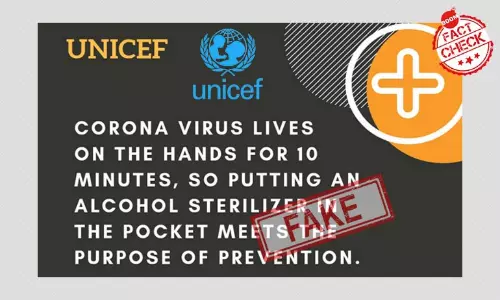 UNICEF
unicef
100%
FACT
CHECK
CORONA VIRUS LIVES
ON THE HANDS FOR 10
MINUTES, SO PUTTING AN
ALCOHOL STERILIZER IN
THE POCKET MEETS THE
PURPOSE OF PREVENTION.
FAKE